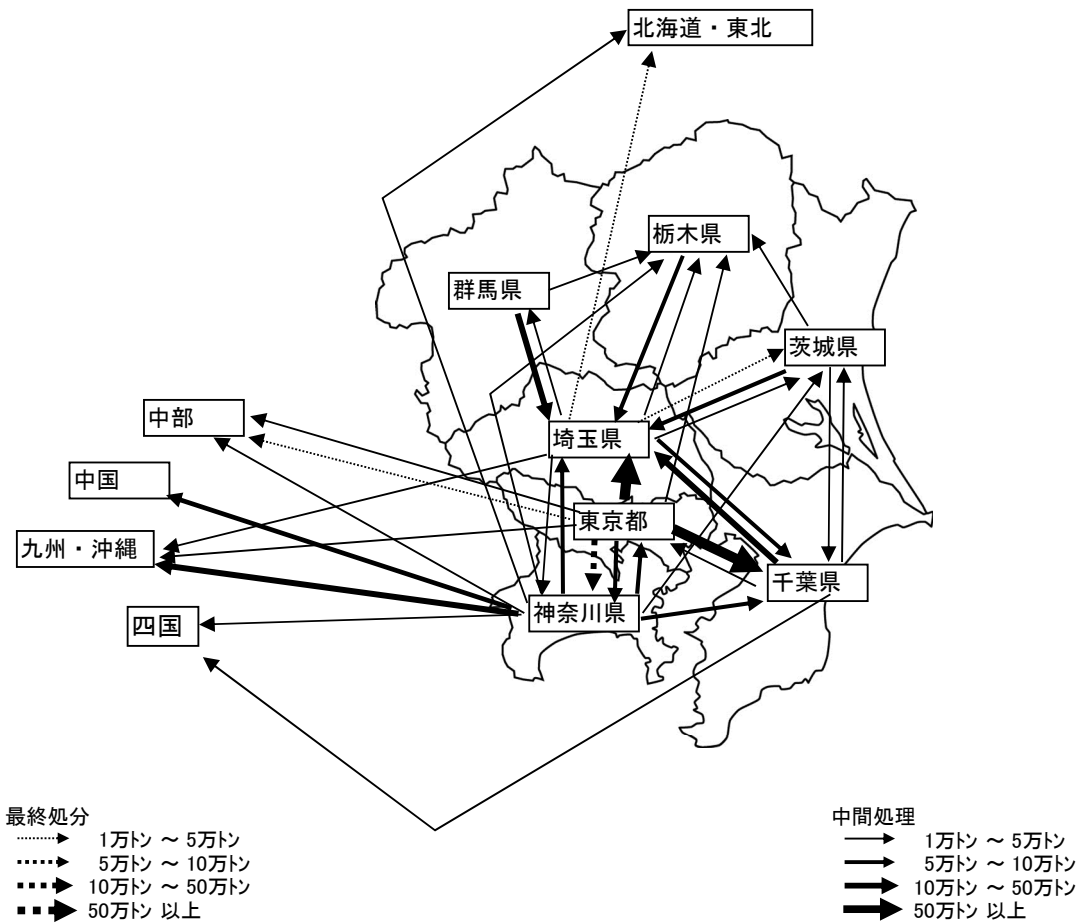 北海道・東北
栃木県
群馬県
茨城県
中部
埼玉県
中国
東京都
九州・沖縄
千葉県
神奈川県
四国
最終処分
1万トン ～ 5万トン
5万トン ～ 10万トン
10万トン ～ 50万トン
50万トン 以上
中間処理
1万トン ～ 5万トン
5万トン ～ 10万トン
10万トン ～ 50万トン
50万トン 以上